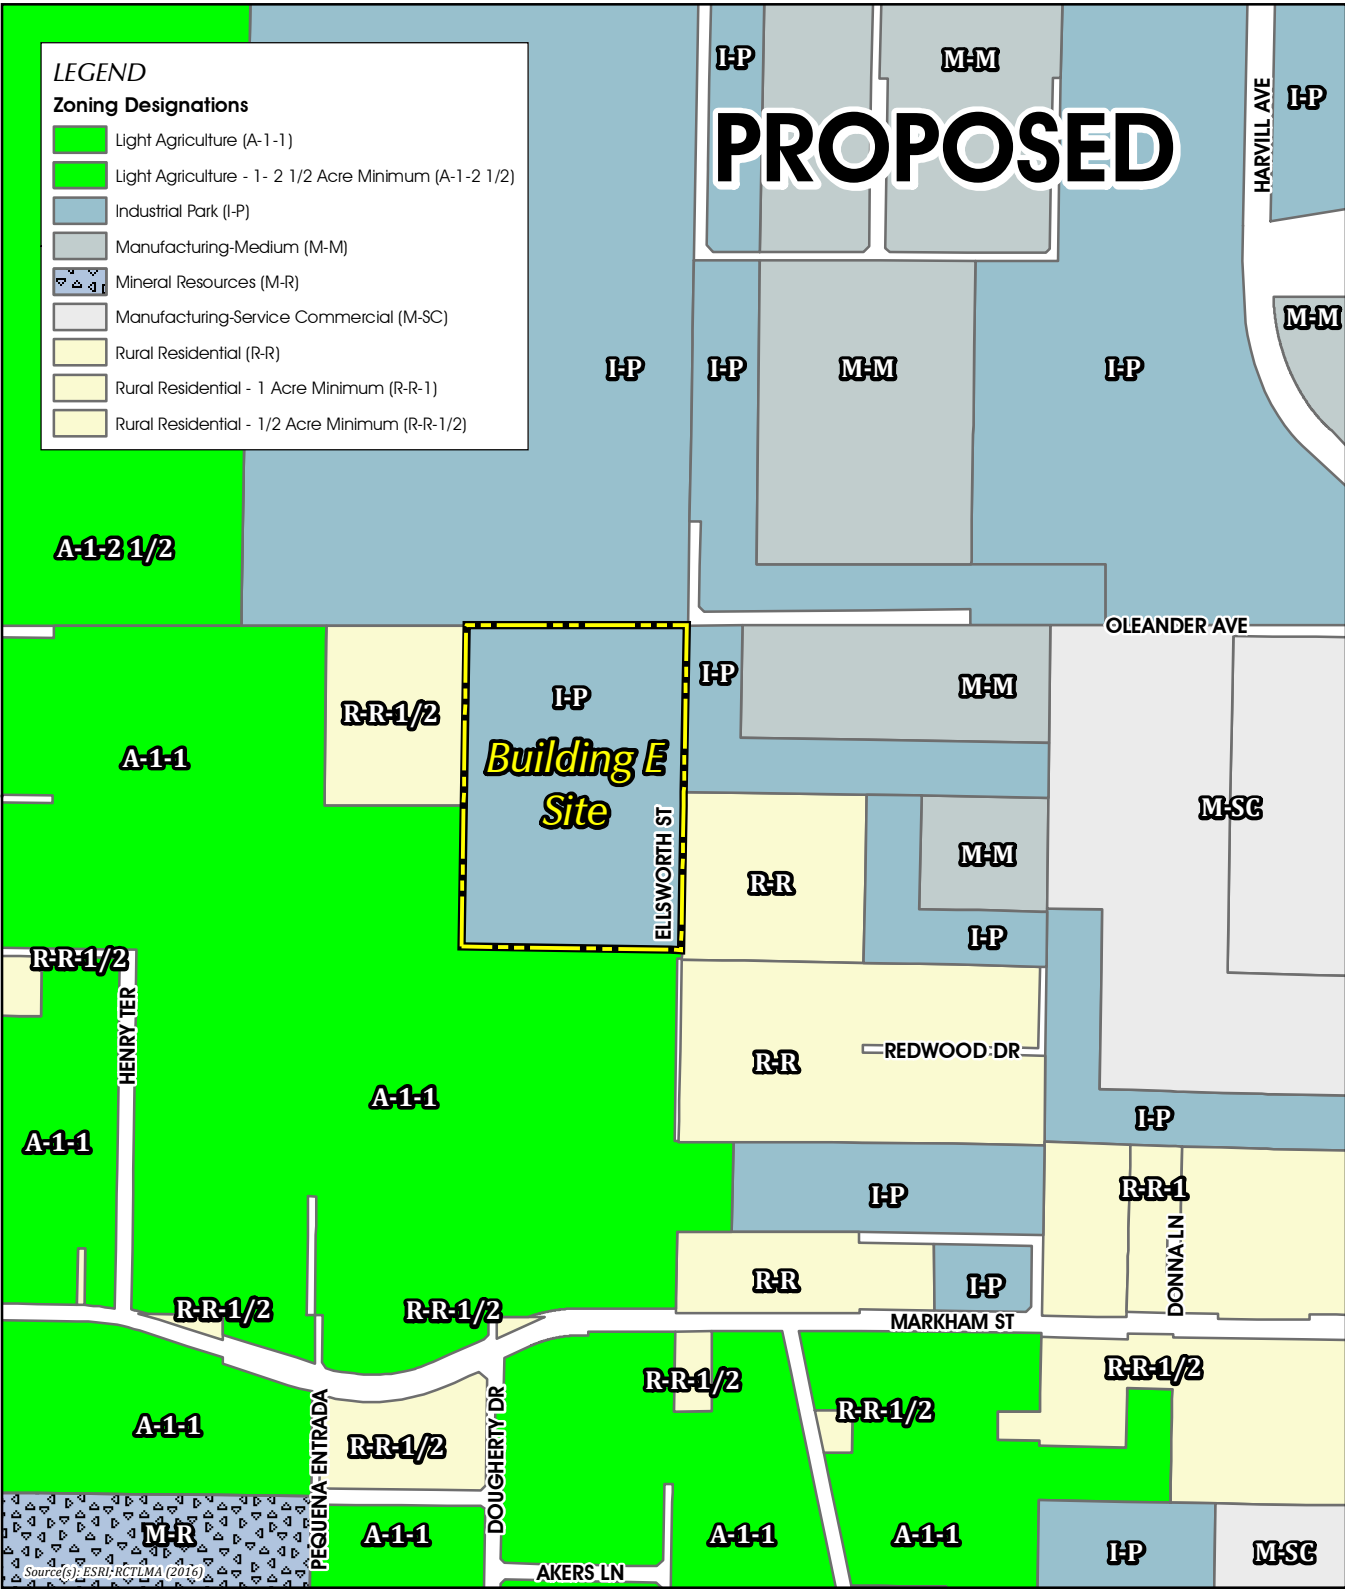 LEGEND
Zoning Designations
Light Agriculture (A-1-1)
Light Agriculture - 1- 2 1/2 Acre Minimum (A-1-2 1/2)
Industrial Park (I-P)
Manufacturing-Medium (M-M)
Mineral Resources (M-R)
Manufacturing-Service Commercial (M-SC)
Rural Residential (R-R)
Rural Residential - 1 Acre Minimum (R-R-1)
Rural Residential - 1/2 Acre Minimum (R-R-1/2)
I-P
M-M
HARVILL AVE
I-P
PROPOSED
M-M
I-P
I-P
M-M
I-P
A-1-2 1/2
OLEANDER AVE
I-P
M-M
R-R-1/2
I-P
A-1-1
Building E
Site
ELLSWORTH ST
M-SC
M-M
R-R
I-P
R-R-1/2
HENRY TER
REDWOOD DR
R-R
A-1-1
I-P
A-1-1
I-P
R-R-1
DONNA LN
R-R
I-P
R-R-1/2
R-R-1/2
MARKHAM ST
R-R-1/2
R-R-1/2
R-R-1/2
A-1-1
PEQUENA ENTRADA
R-R-1/2
DOUGHERTY DR
M-R
A-1-1
A-1-1
A-1-1
I-P
M-SC
Source(s): ESRI, RCTLMA (2016)
AKERS LN